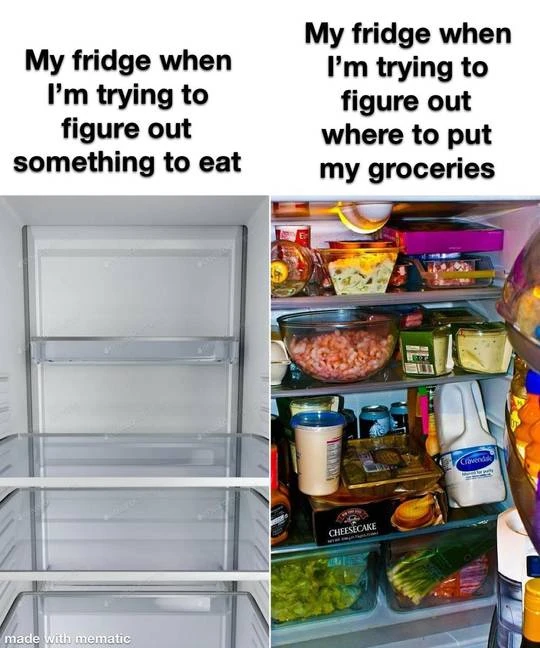 My fridge when
I'm trying to
figure out
something to eat
My fridge when
I'm trying to
figure out
where to put
my groceries
Cravendale
CHEESECAKE
made with mematic